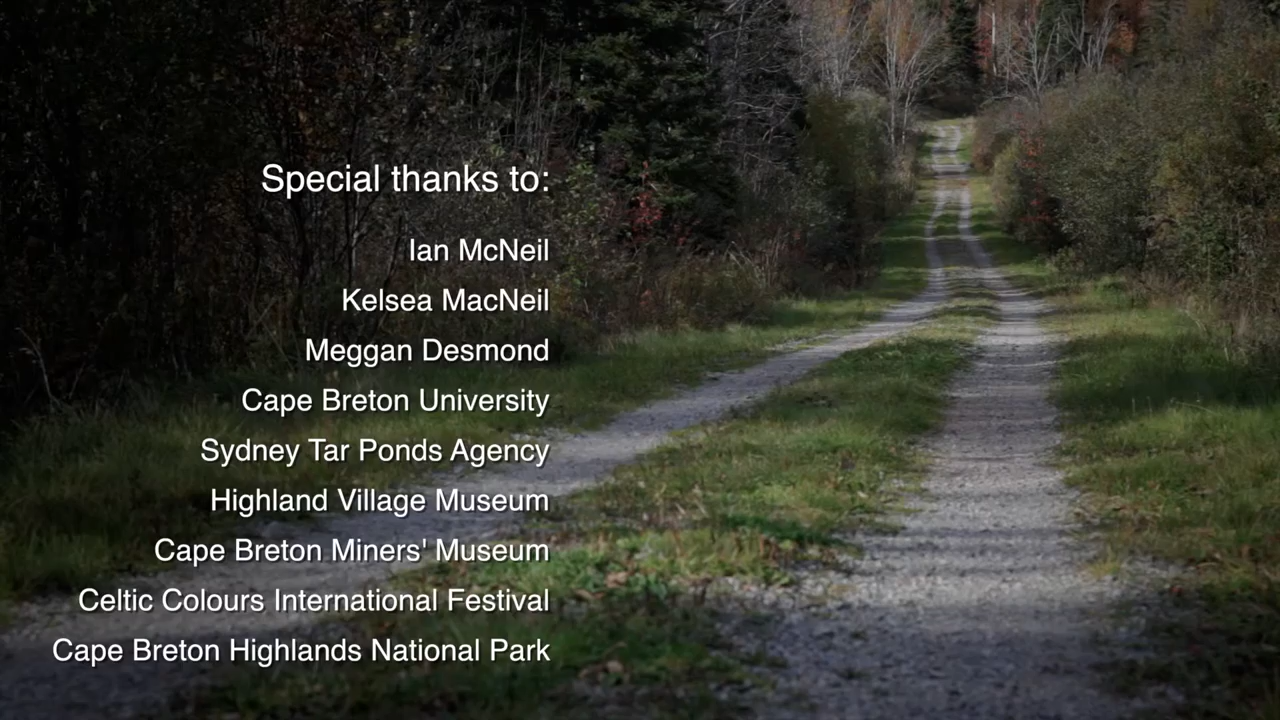 Special thanks to:
Ian McNeil
Kelsea MacNeil
Meggan Desmond
Cape Breton University
Sydney Tar Ponds Agency
Highland Village Museum
Cape Breton Miners' Museum
Celtic Colours International Festival
Cape Breton Highlands National Park